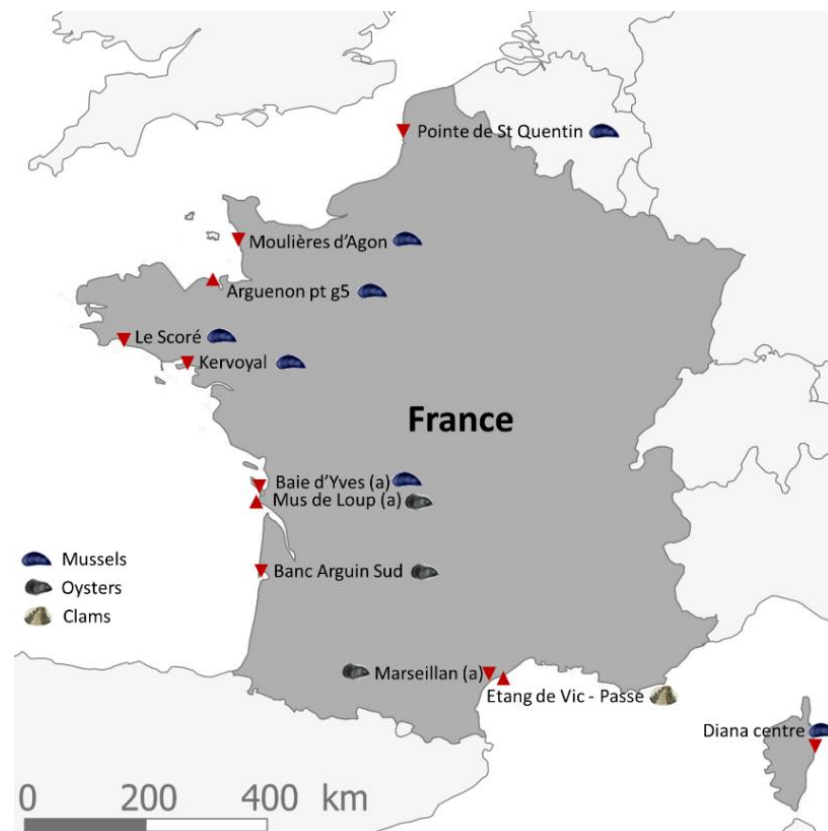 Pointe de St Quentin
Moulières d'Agon
Arguenon pt g5
Le Scoré
Kervoyal
France
Baie d'Yves (a)
Mus de Loup (a)
Mussels
Oysters
Clams
Banc Arguin Sud
Marseillan (a)
Etang de Vic - Passe
Diana centre
0 200 400 km